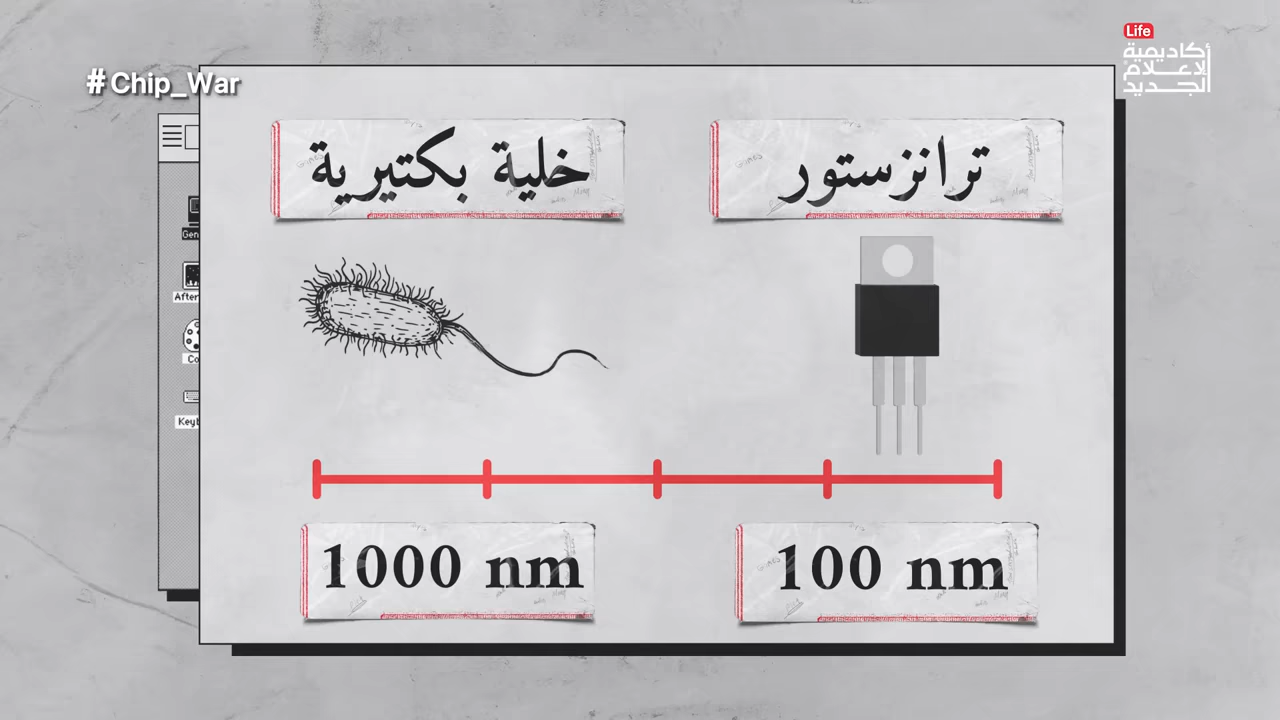 Life
أكاديمية
الإعلام
الجديد
#Chip_War
ترانزستور
خلية بكتيرية
1000 nm
100 nm